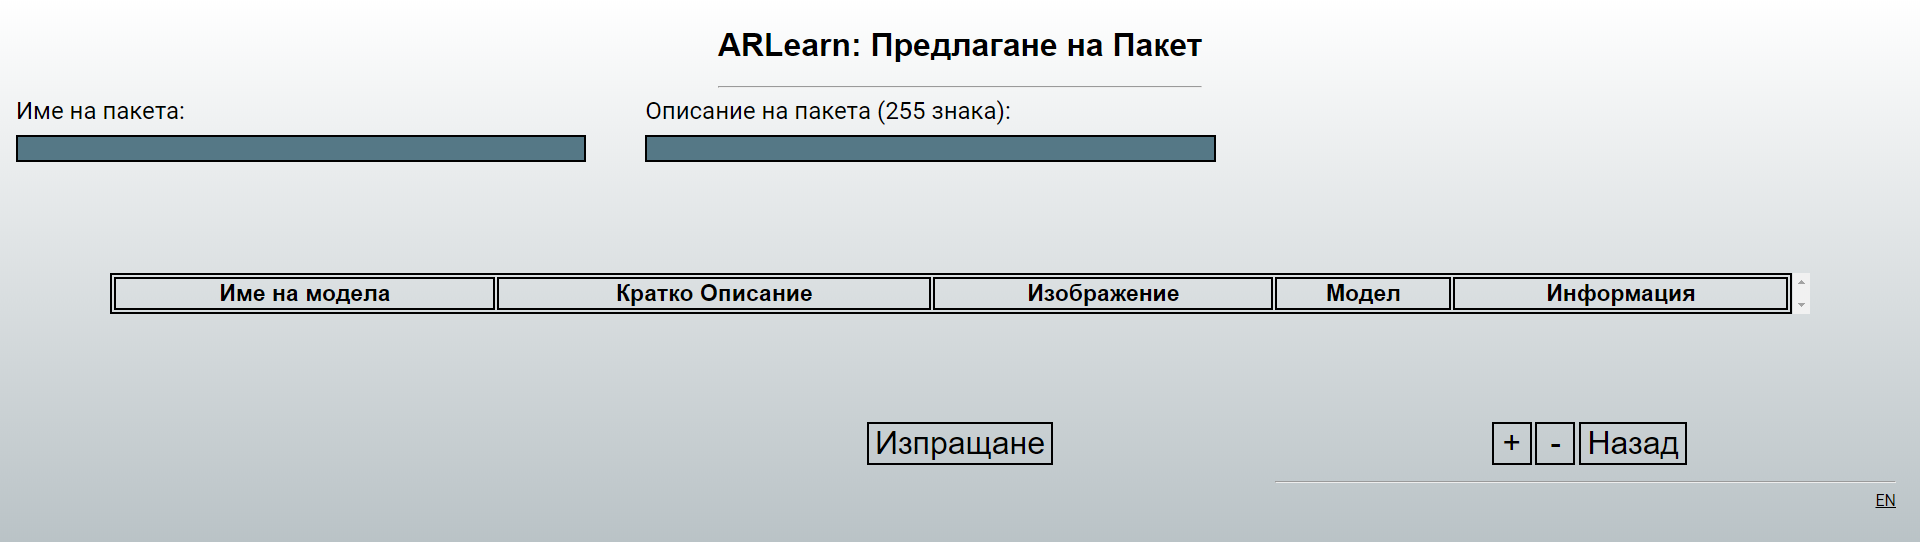 ARLearn: Предлагане на Пакет
Име на пакета: Описание на пакета (255 знака):
Име на модела Кратко Описание Изображение Модел Информация
Изпращане + - Назад
EN